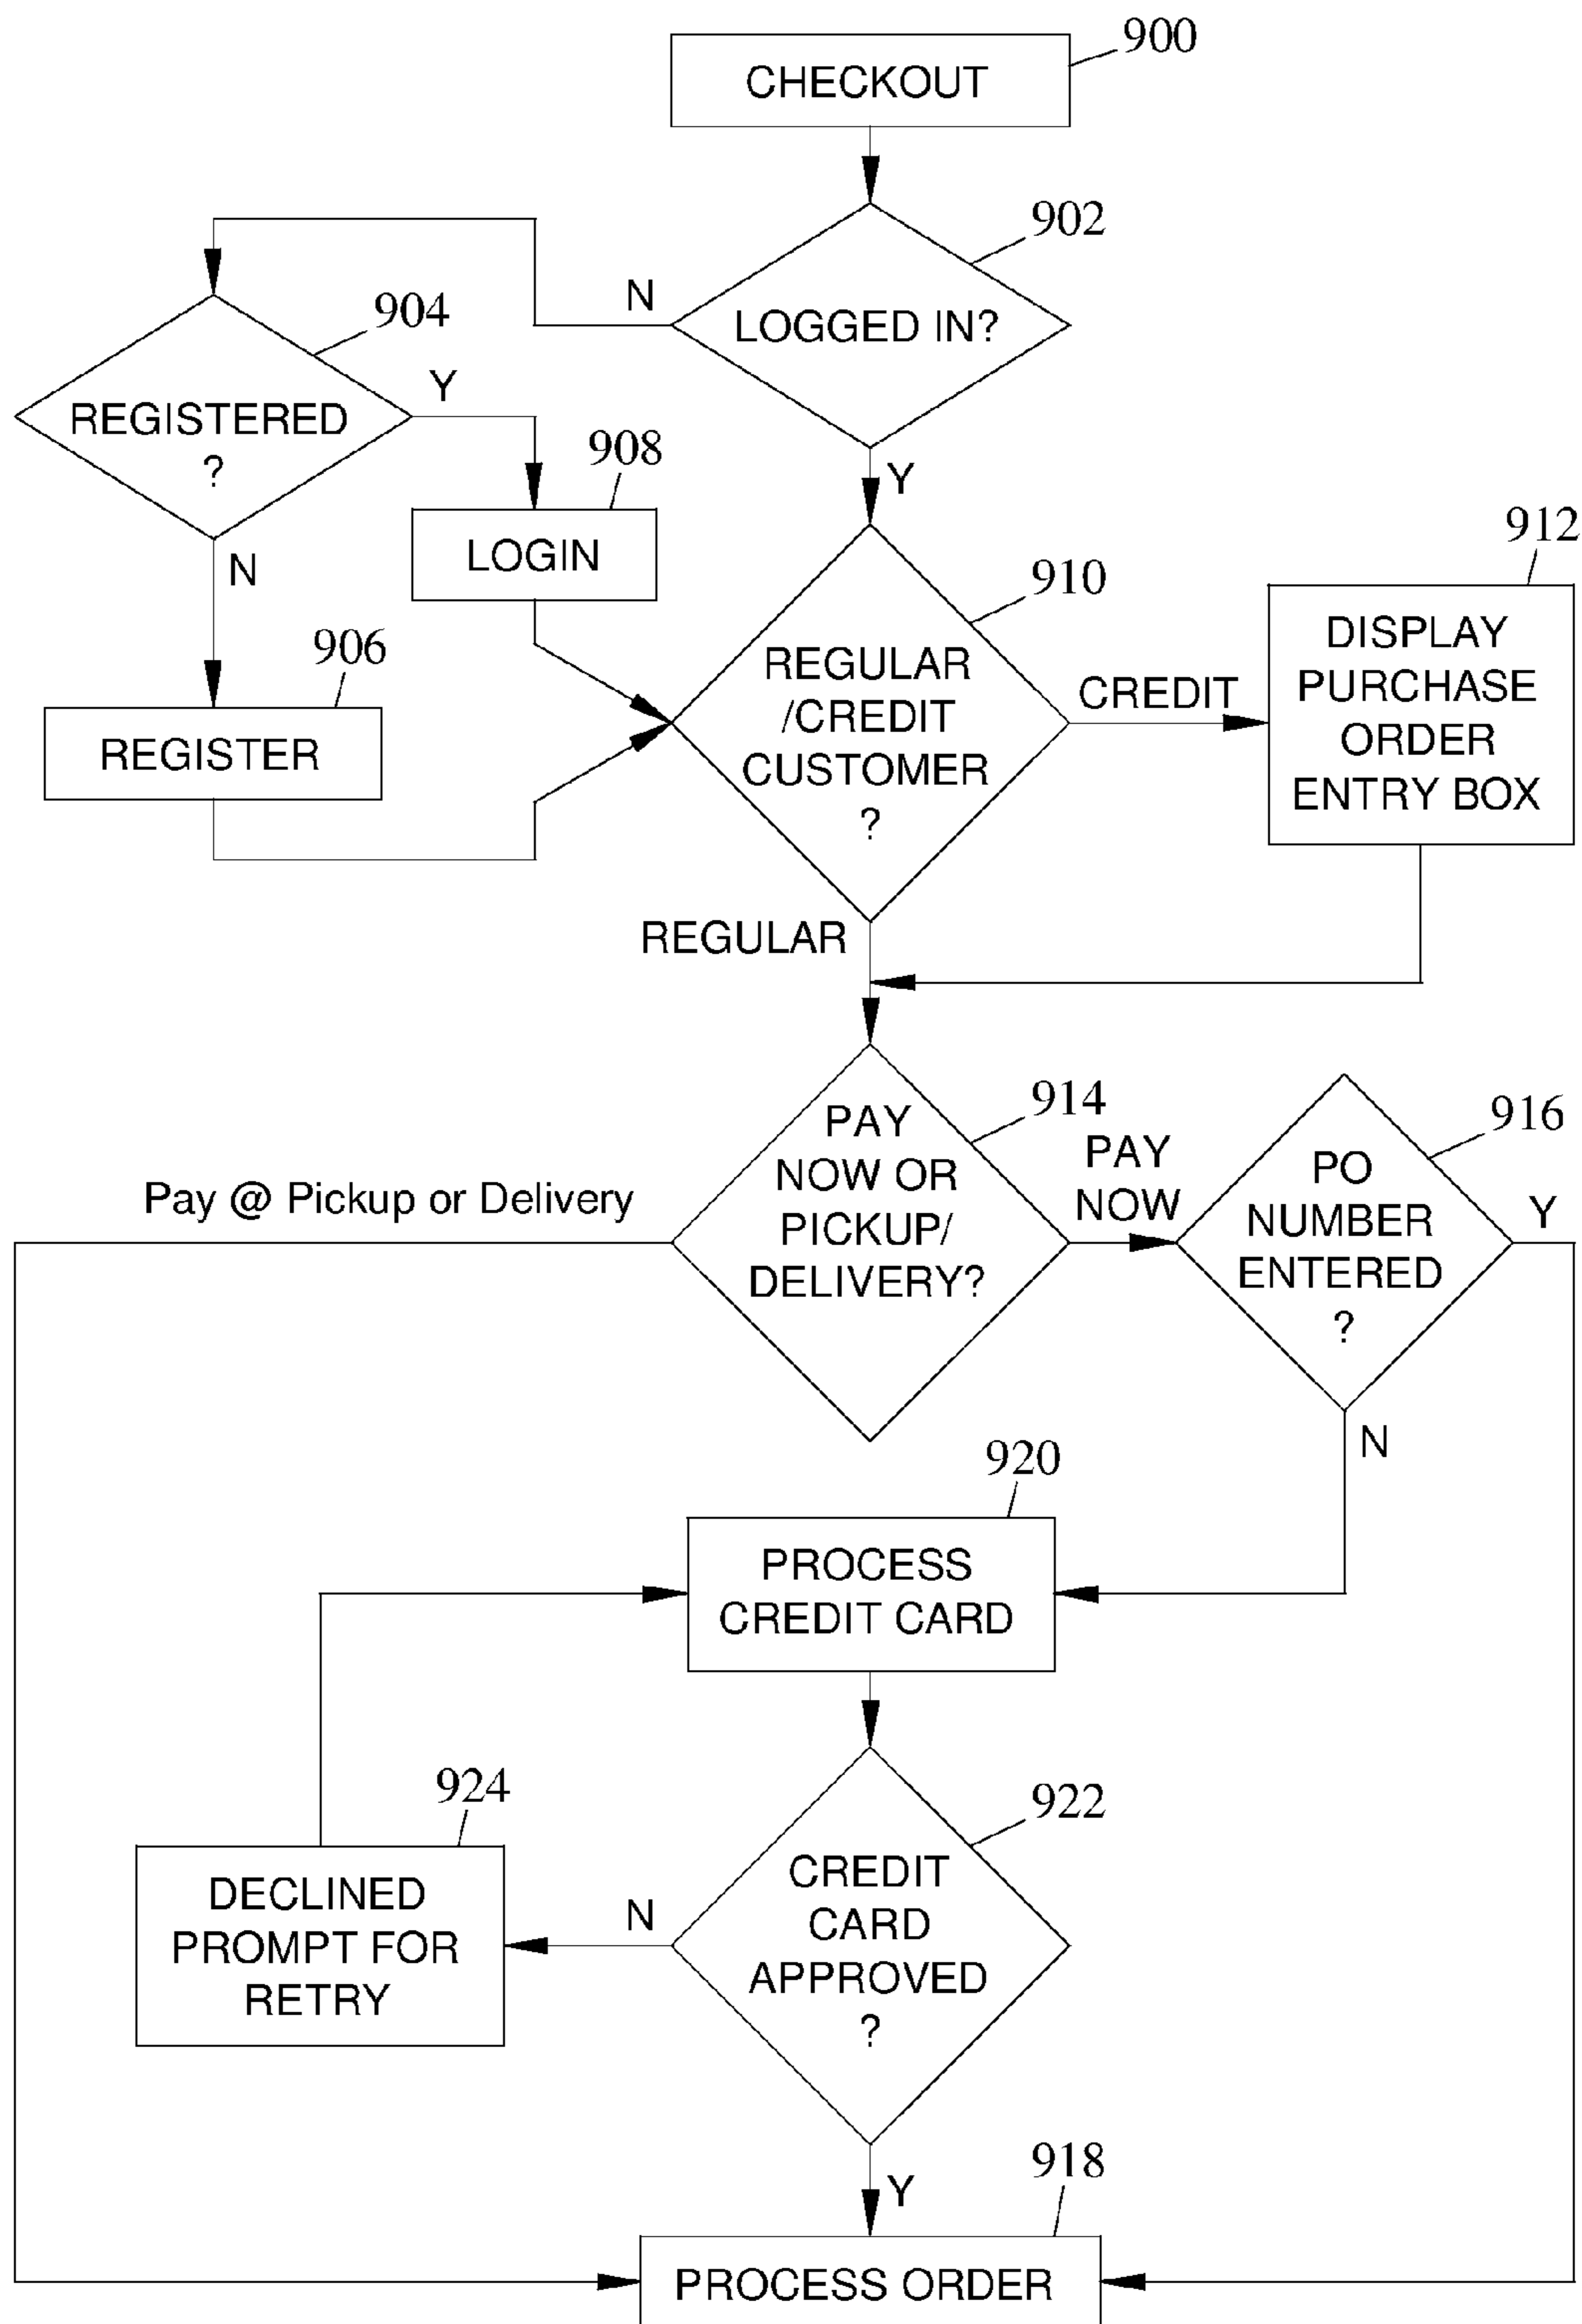 900
CHECKOUT
902
N
LOGGED IN?
904
Y
REGISTERED
?
908
Y
LOGIN
N
912
910
906
DISPLAY
PURCHASE
ORDER
ENTRY BOX
REGULAR
/CREDIT
CUSTOMER
?
CREDIT
REGISTER
REGULAR
914
916
PAY
NOW OR
PICKUP/
DELIVERY?
PAY
NOW
PO
NUMBER
ENTERED
?
Y
Pay @ Pickup or Delivery
N
920
PROCESS
CREDIT CARD
924
922
DECLINED
PROMPT FOR
RETRY
N
CREDIT
CARD
APPROVED
?
918
Y
PROCESS ORDER